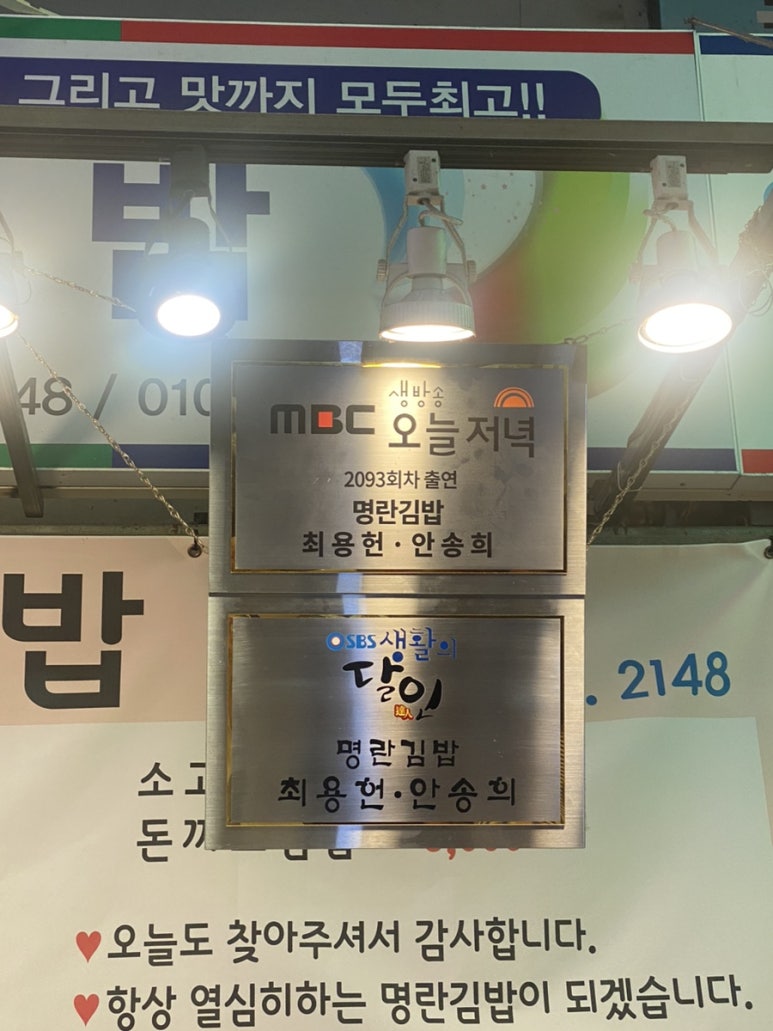 그리고 맛까지 모두최고!!
밥
48 / 010
생방송
MBC 오늘저녁
2093회차 출연
명란김밥
최용헌·안송희
밥
SBS 생활의
달인
. 2148
명란김밥
최용헌·안송희
♥오늘도 찾아주셔서 감사합니다.
♥항상 열심히하는 명란김밥이 되겠습니다.